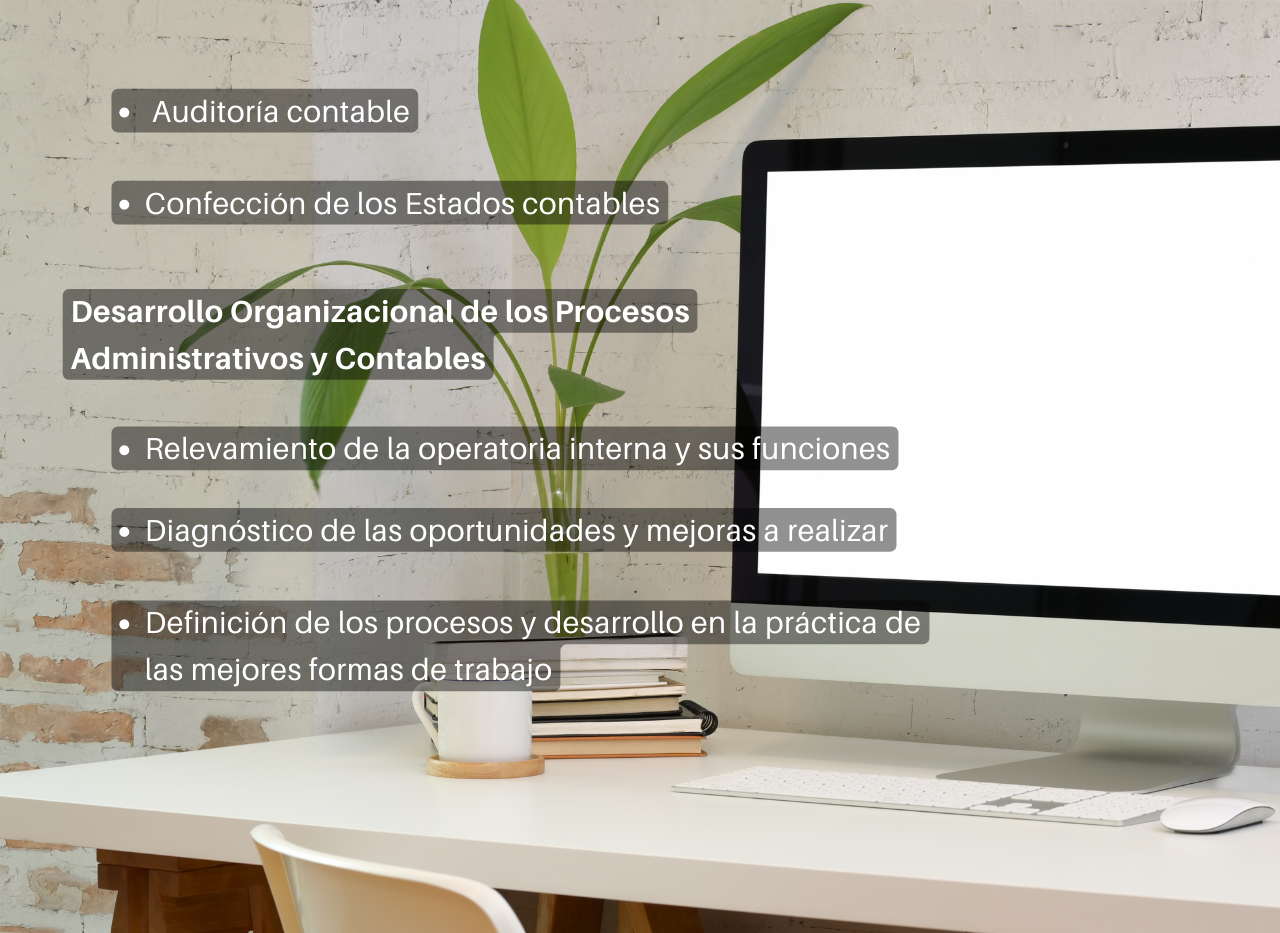 • Auditoría contable
• Confección de los Estados contables
Desarrollo Organizacional de los Procesos
Administrativos y Contables
• Relevamiento de la operatoria interna y sus funciones
• Diagnóstico de las oportunidades y mejoras a realizar
• Definición de los procesos y desarrollo en la práctica de
las mejores formas de trabajo